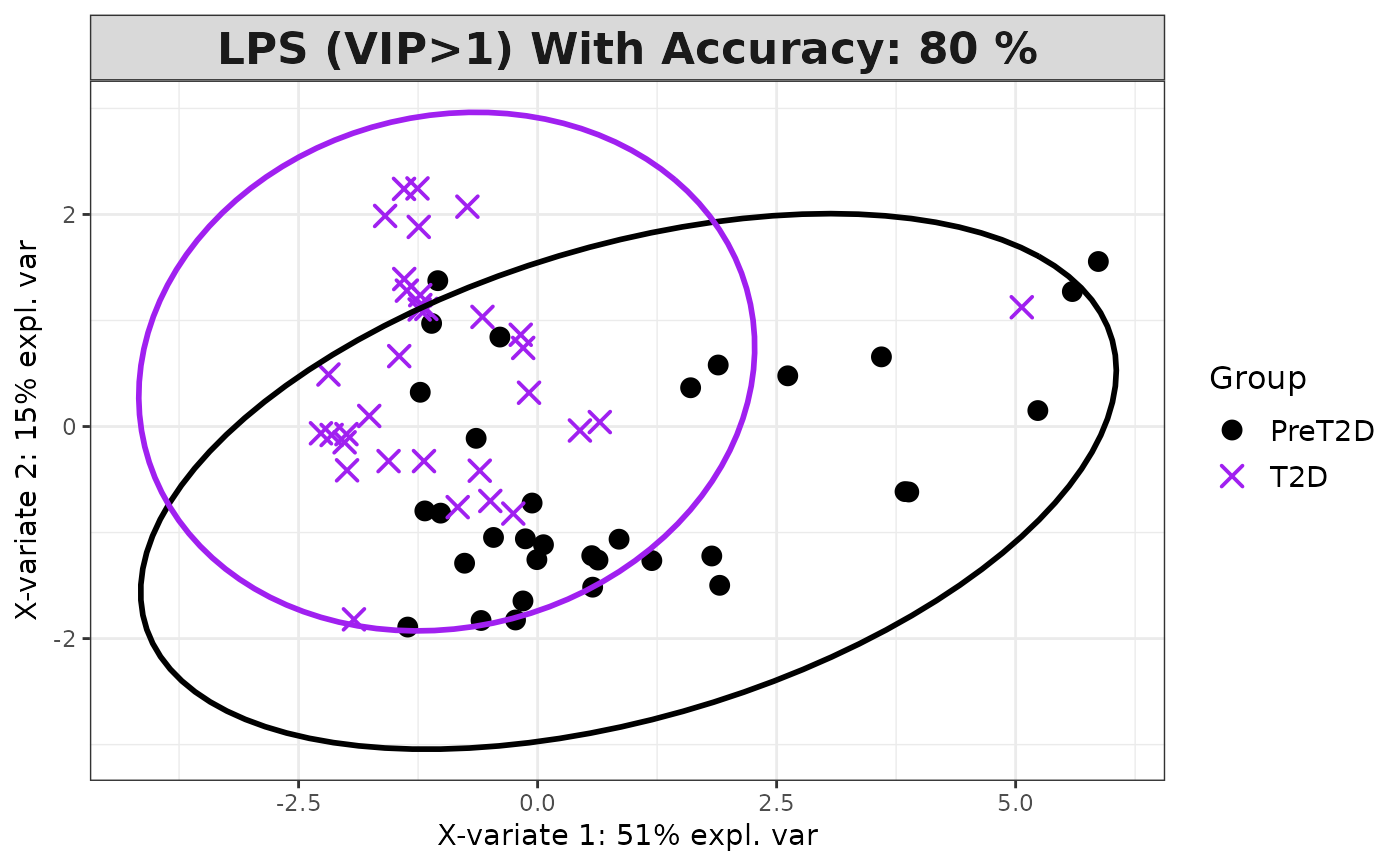 LPS (VIP>1) With Accuracy: 80 %
X-variate 2: 15% expl. var
2
0
-2
-2.5
0.0
2.5
5.0
X-variate 1: 51% expl. var
Group
PreT2D
T2D